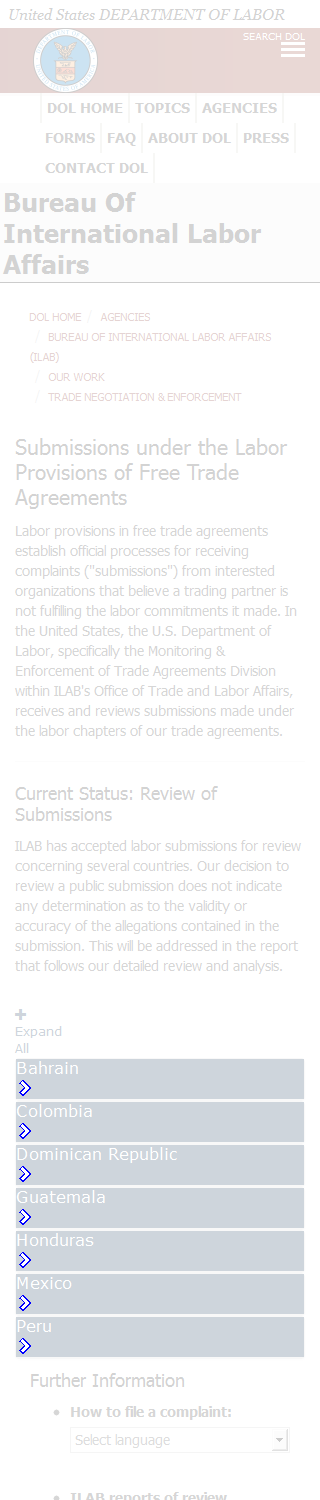 United States DEPARTMENT OF LABOR
SEARCH DOL
DOL HOME TOPICS AGENCIES
FORMS FAQ ABOUT DOL PRESS
CONTACT DOL
Bureau Of
International Labor
Affairs
DOL HOME / AGENCIES
/ BUREAU OF INTERNATIONAL LABOR AFFAIRS
(ILAB)
/ OUR WORK
/ TRADE NEGOTIATION & ENFORCEMENT
Submissions under the Labor
Provisions of Free Trade
Agreements
Labor provisions in free trade agreements
establish official processes for receiving
complaints ("submissions") from interested
organizations that believe a trading partner is
not fulfilling the labor commitments it made. In
the United States, the U.S. Department of
Labor, specifically the Monitoring &
Enforcement of Trade Agreements Division
within ILAB's Office of Trade and Labor Affairs,
receives and reviews submissions made under
the labor chapters of our trade agreements.
Current Status: Review of
Submissions
ILAB has accepted labor submissions for review
concerning several countries. Our decision to
review a public submission does not indicate
any determination as to the validity or
accuracy of the allegations contained in the
submission. This will be addressed in the report
that follows our detailed review and analysis.
Expand
All
Bahrain
Colombia
Dominican Republic
Guatemala
Honduras
Mexico
Peru
Further Information
• How to file a complaint:
Select language
• ILAB reports of review